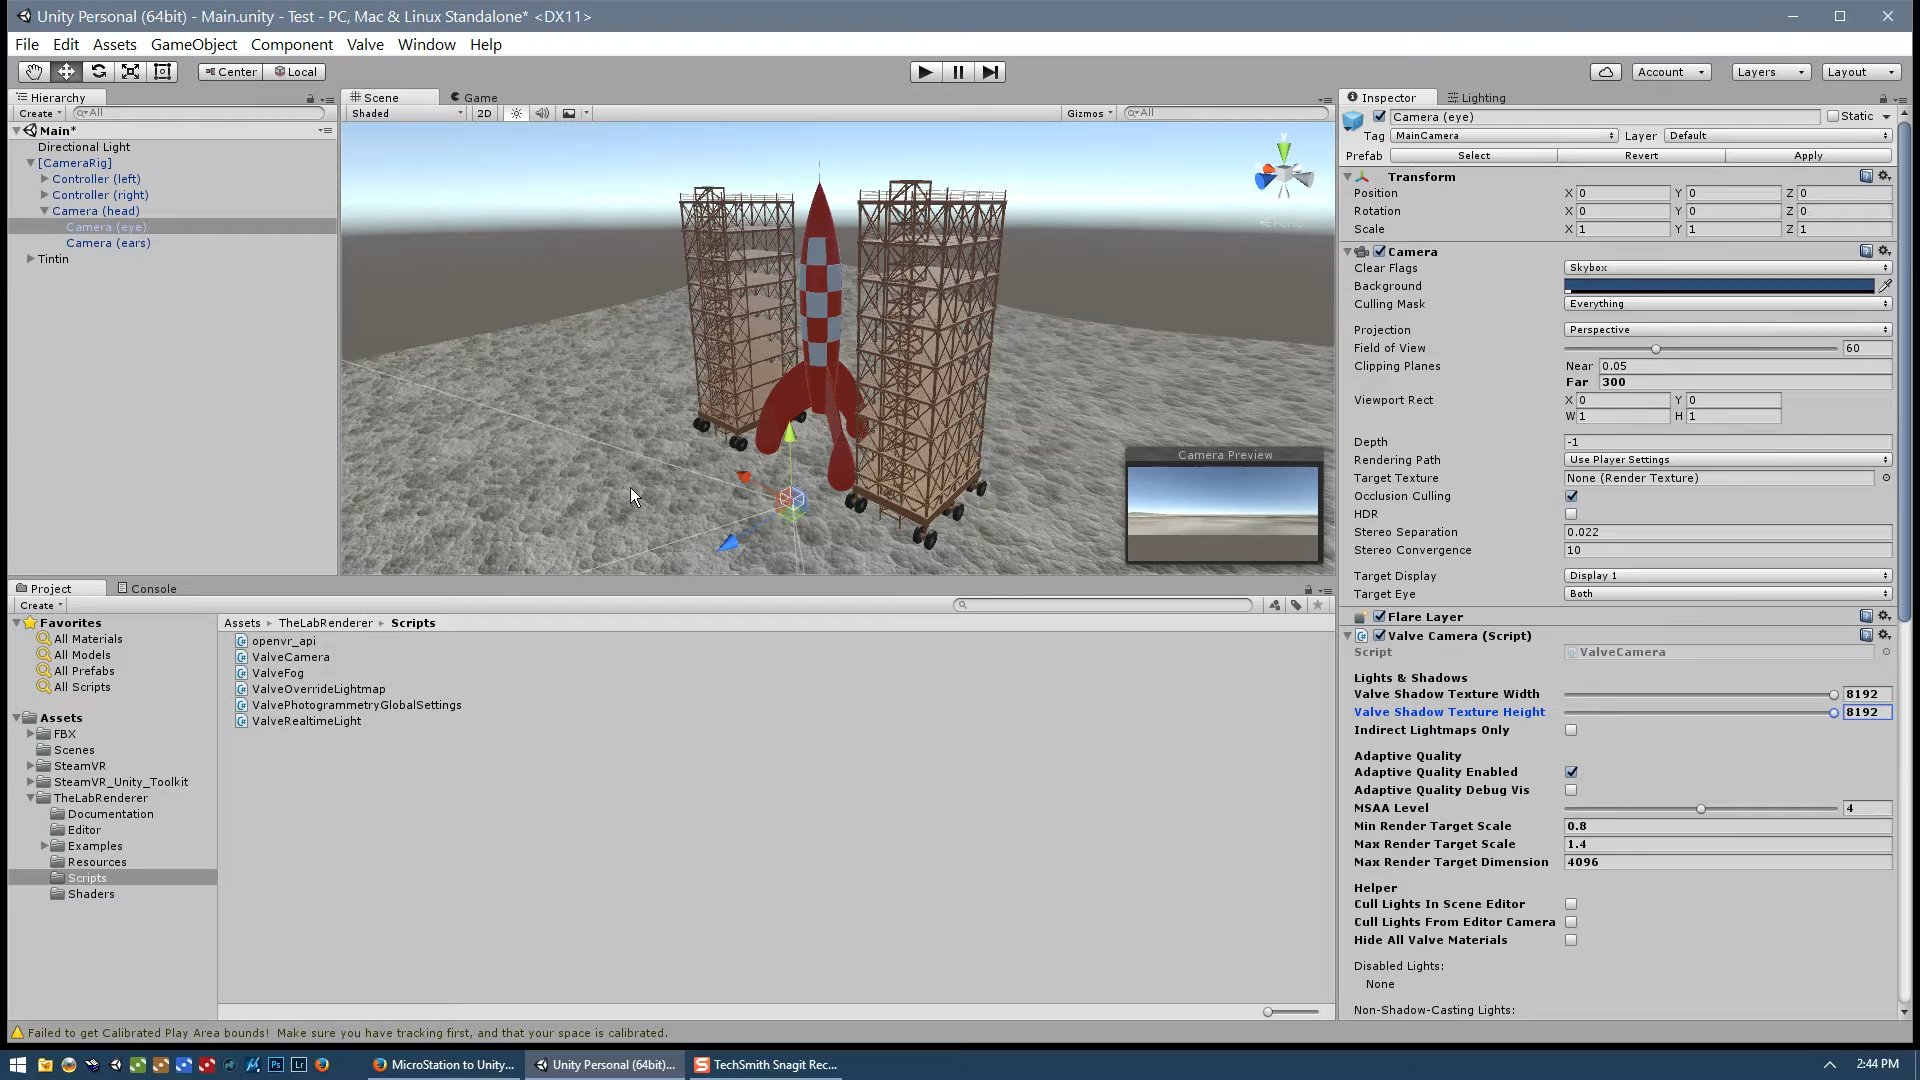 Unity Personal (64bit) - Main.unity - Test - PC, Mac & Linux Standalone* <DX11>
File Edit Assets GameObject Component Valve Window Help
Center Local Account Layers Layout
Hierarchy
Create All
Main*
Directional Light
[CameraRig]
Controller (left)
Controller (right)
Camera (head)
Camera (eye)
Camera (ears)
Tintin
Scene Game
Shaded 2D Gizmos All
y
Persp
Camera Preview
Inspector Lighting
Camera (eye) Static
Tag MainCamera Layer Default
Prefab Select Revert Apply
Transform
Position X 0 Y 0 Z 0
Rotation X 0 Y 0 Z 0
Scale X 1 Y 1 Z 1
Camera
Clear Flags Skybox
Background
Culling Mask Everything
Projection Perspective
Field of View 60
Clipping Planes Near 0.05
Far 300
Viewport Rect X 0 Y 0
W 1 H 1
Depth -1
Rendering Path Use Player Settings
Target Texture None (Render Texture)
Occlusion Culling
HDR
Stereo Separation 0.022
Stereo Convergence 10
Target Display Display 1
Target Eye Both
Flare Layer
Valve Camera (Script)
Script ValveCamera
Lights & Shadows
Valve Shadow Texture Width 8192
Valve Shadow Texture Height 8192
Indirect Lightmaps Only
Adaptive Quality
Adaptive Quality Enabled
Adaptive Quality Debug Vis
MSAA Level 4
Min Render Target Scale 0.8
Max Render Target Scale 1.4
Max Render Target Dimension 4096
Helper
Cull Lights In Scene Editor
Cull Lights From Editor Camera
Hide All Valve Materials
Disabled Lights:
None
Non-Shadow-Casting Lights:
Project Console
Create
Favorites
All Materials
All Models
All Prefabs
All Scripts
Assets
FBX
Scenes
SteamVR
SteamVR_Unity_Toolkit
TheLabRenderer
Documentation
Editor
Examples
Resources
Scripts
Shaders
Assets TheLabRenderer Scripts
openvr_api
ValveCamera
ValveFog
ValveOverrideLightmap
ValvePhotogrammetryGlobalSettings
ValveRealtimeLight
Failed to get Calibrated Play Area bounds! Make sure you have tracking first, and that your space is calibrated.
Ps Lr MicroStation to Unity... Unity Personal (64bit)... S TechSmith Snagit Rec... 2:44 PM